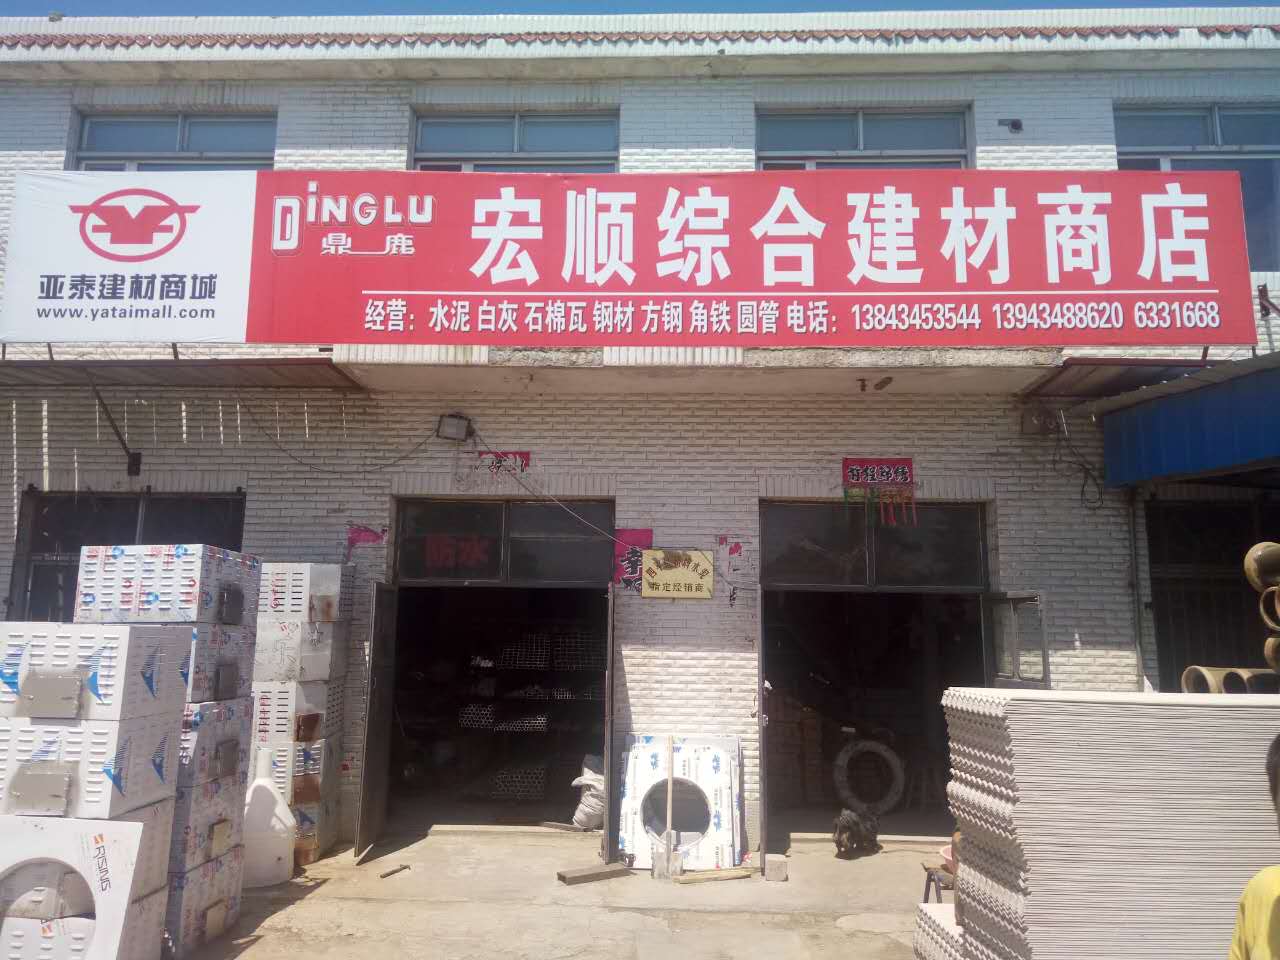 亚泰建材商城
www.yataimall.com
DINGLU
鼎鹿
宏顺综合建材商店
经营：水泥 白灰 石棉瓦 钢材 方钢 角铁 圆管 电话：13843453544 13943488620 6331668
防水
指定经销商
RISING